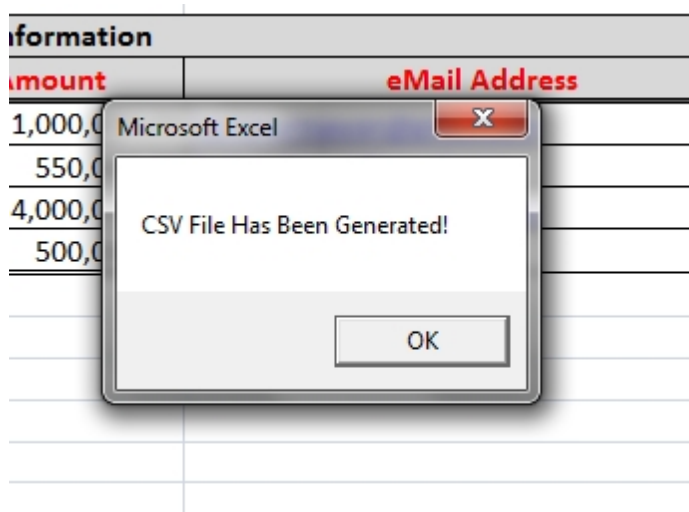 nformation
mount eMail Address
1,000,0
550,0
4,000,0
500,0
Microsoft Excel
CSV File Has Been Generated!
OK